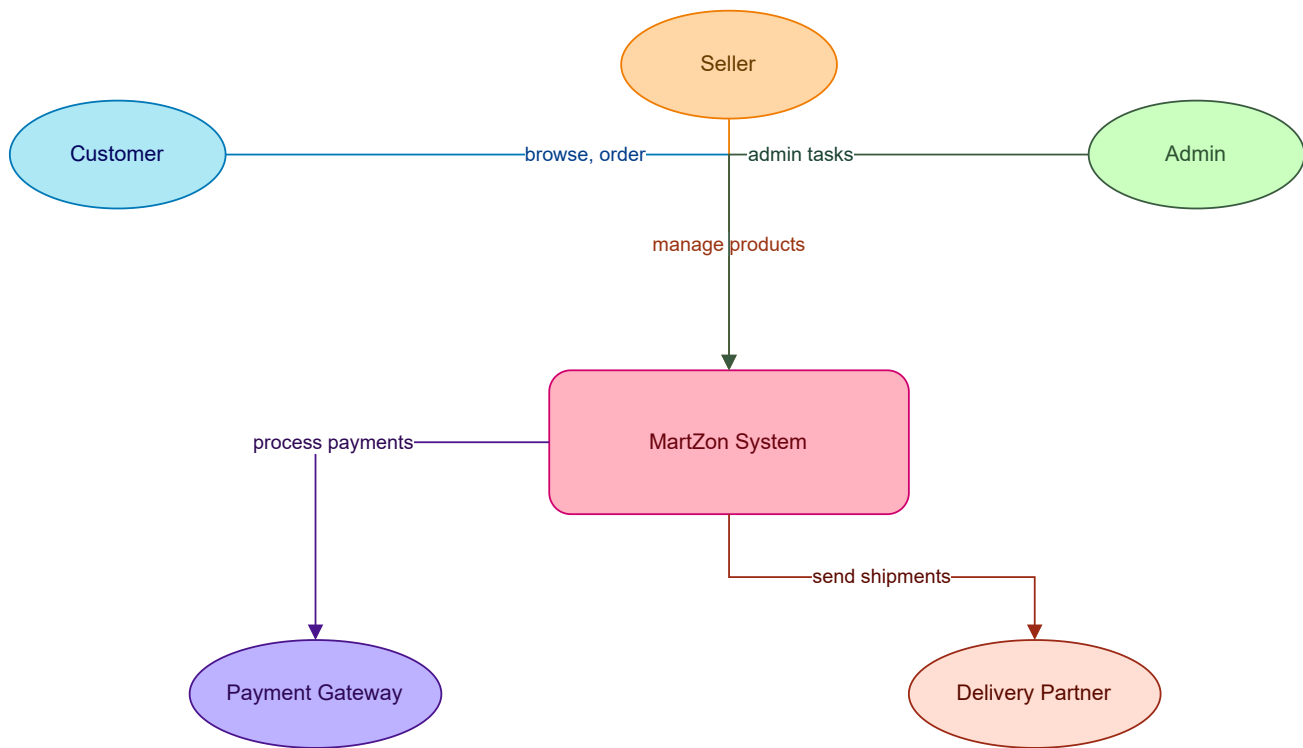 Seller
Customer
browse, order
admin tasks
Admin
manage products
MartZon System
process payments
send shipments
Payment Gateway
Delivery Partner